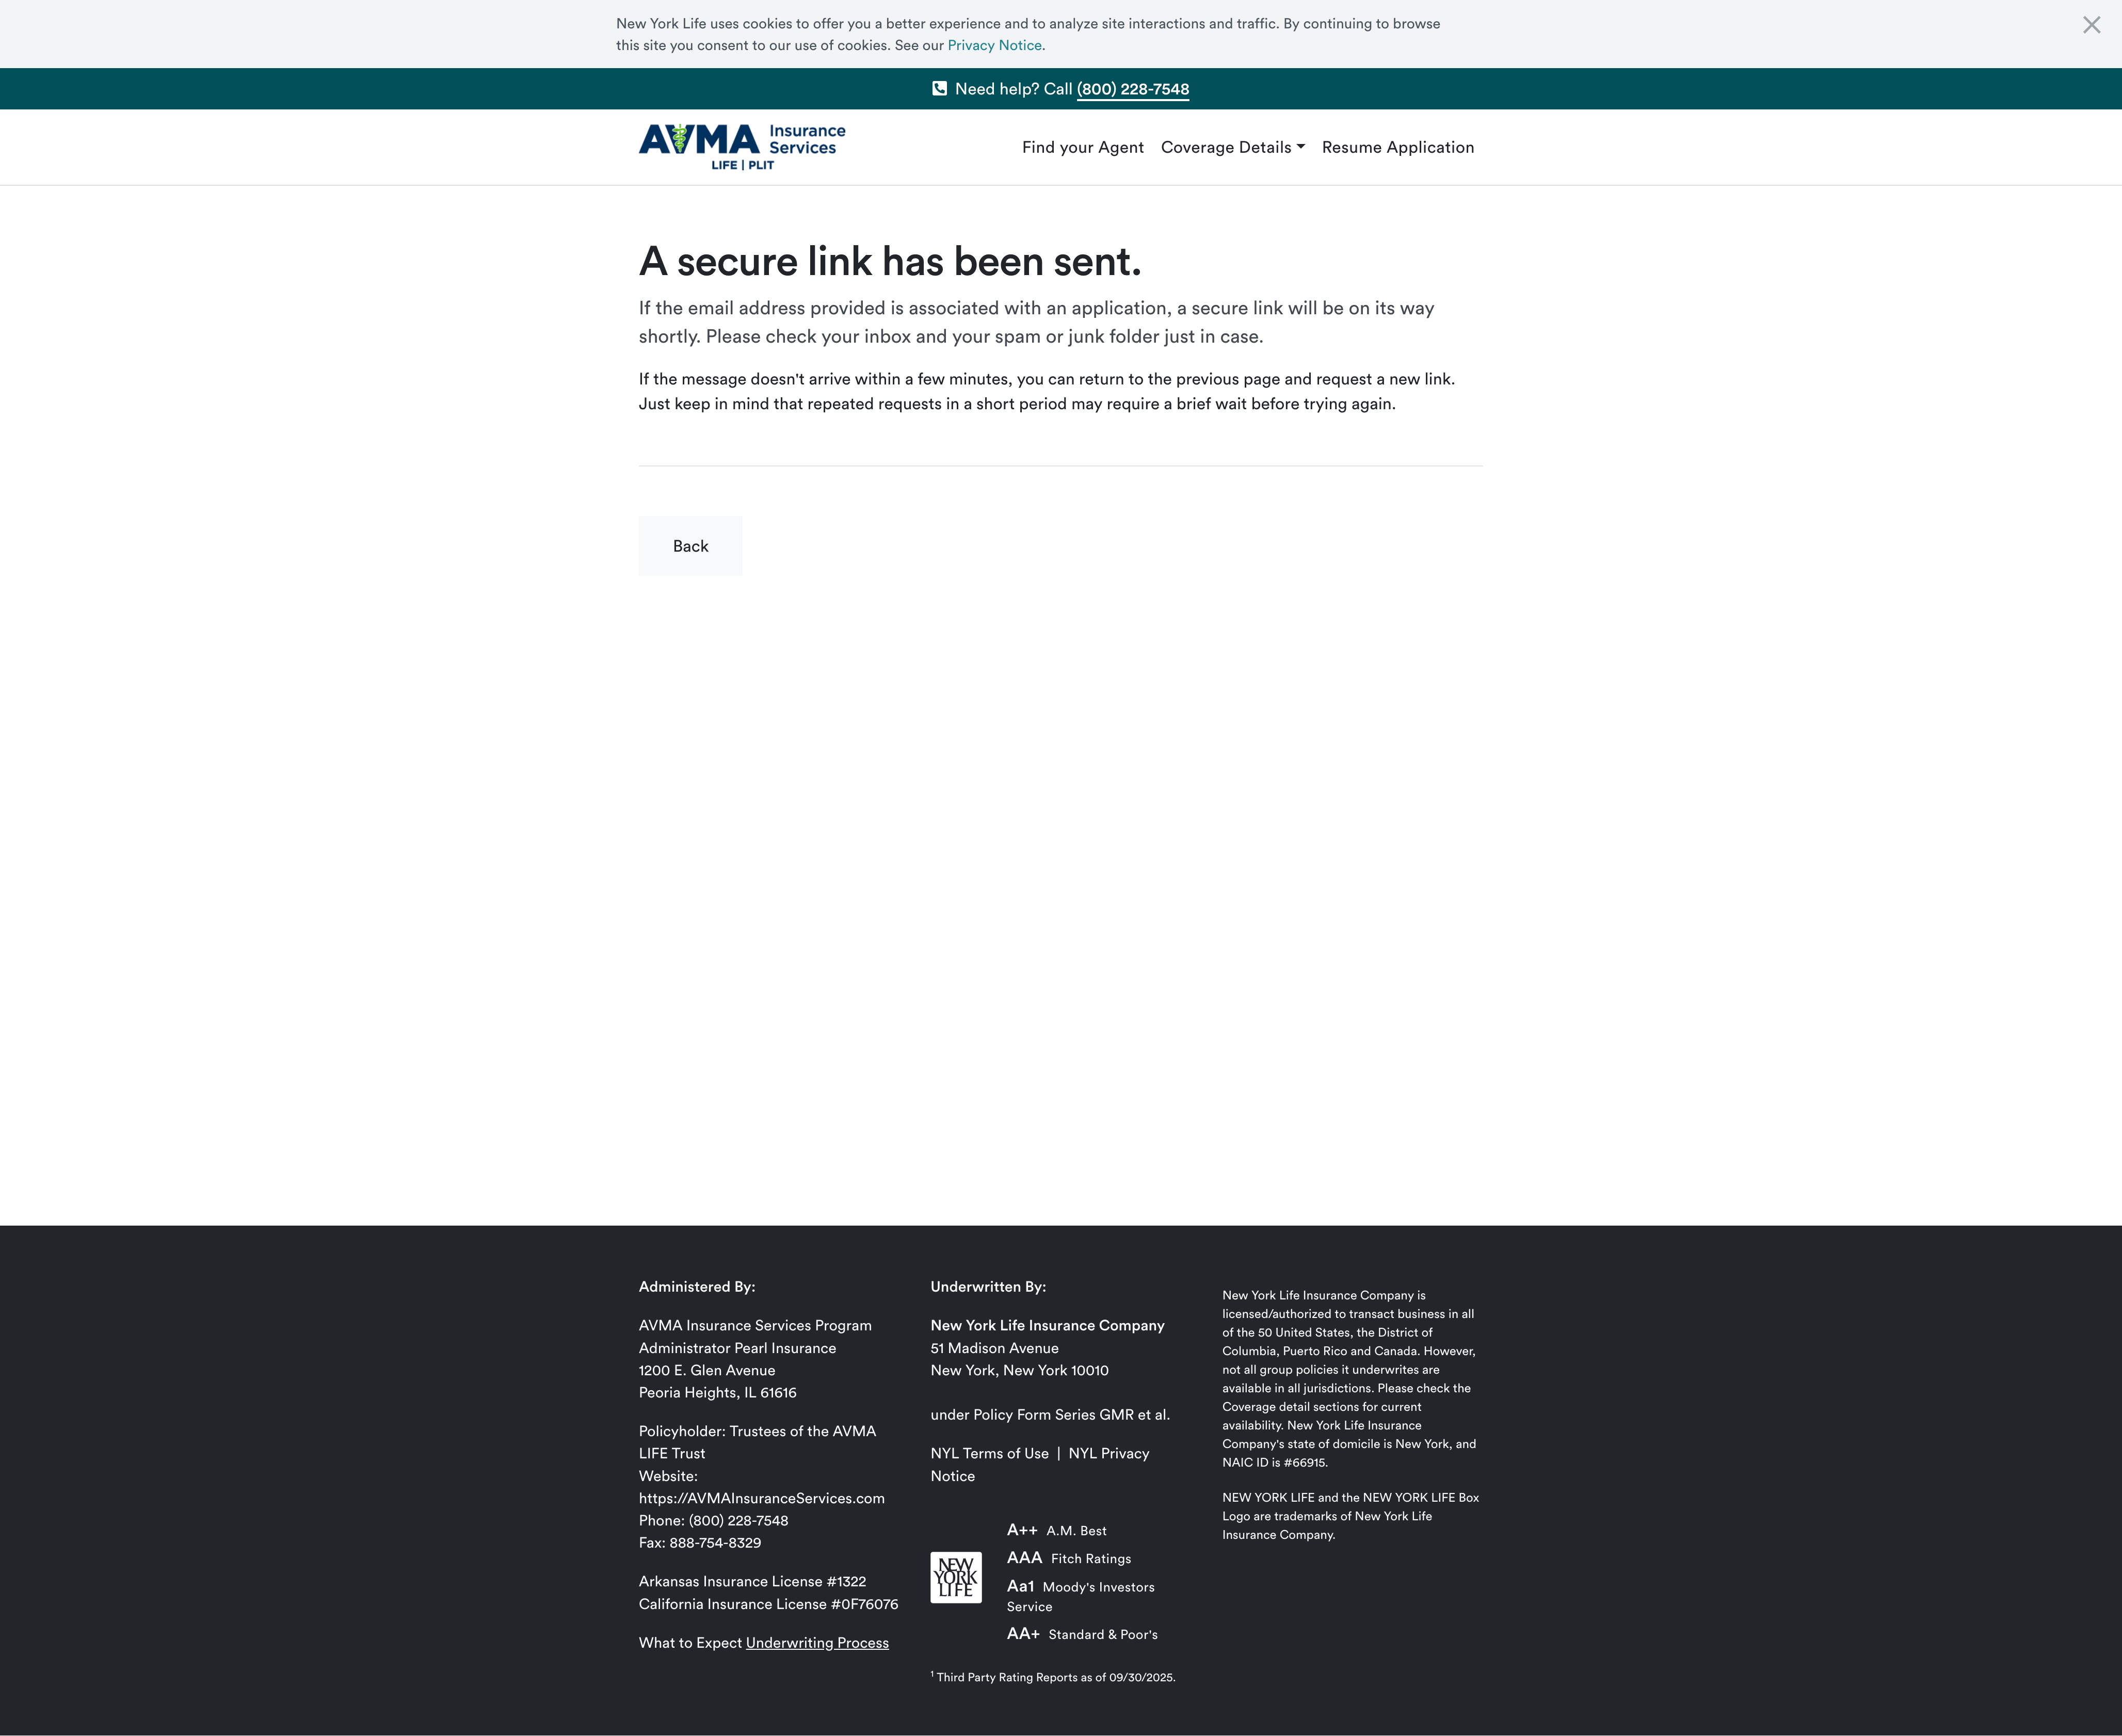 New York Life uses cookies to offer you a better experience and to analyze site interactions and traffic. By continuing to browse
this site you consent to our use of cookies. See our Privacy Notice.
Need help? Call (800) 228-7548
AVMA Insurance
Services
LIFE | PLIT
Find your Agent Coverage Details Resume Application
A secure link has been sent.
If the email address provided is associated with an application, a secure link will be on its way
shortly. Please check your inbox and your spam or junk folder just in case.
If the message doesn't arrive within a few minutes, you can return to the previous page and request a new link.
Just keep in mind that repeated requests in a short period may require a brief wait before trying again.
Back
Administered By:
AVMA Insurance Services Program
Administrator Pearl Insurance
1200 E. Glen Avenue
Peoria Heights, IL 61616
Policyholder: Trustees of the AVMA
LIFE Trust
Website:
https://AVMAInsuranceServices.com
Phone: (800) 228-7548
Fax: 888-754-8329
Arkansas Insurance License #1322
California Insurance License #0F76076
What to Expect Underwriting Process
Underwritten By:
New York Life Insurance Company
51 Madison Avenue
New York, New York 10010
under Policy Form Series GMR et al.
NYL Terms of Use | NYL Privacy
Notice
NEW
YORK
LIFE
A++ A.M. Best
AAA Fitch Ratings
Aa1 Moody's Investors
Service
AA+ Standard & Poor's
1 Third Party Rating Reports as of 09/30/2025.
New York Life Insurance Company is
licensed/authorized to transact business in all
of the 50 United States, the District of
Columbia, Puerto Rico and Canada. However,
not all group policies it underwrites are
available in all jurisdictions. Please check the
Coverage detail sections for current
availability. New York Life Insurance
Company's state of domicile is New York, and
NAIC ID is #66915.
NEW YORK LIFE and the NEW YORK LIFE Box
Logo are trademarks of New York Life
Insurance Company.